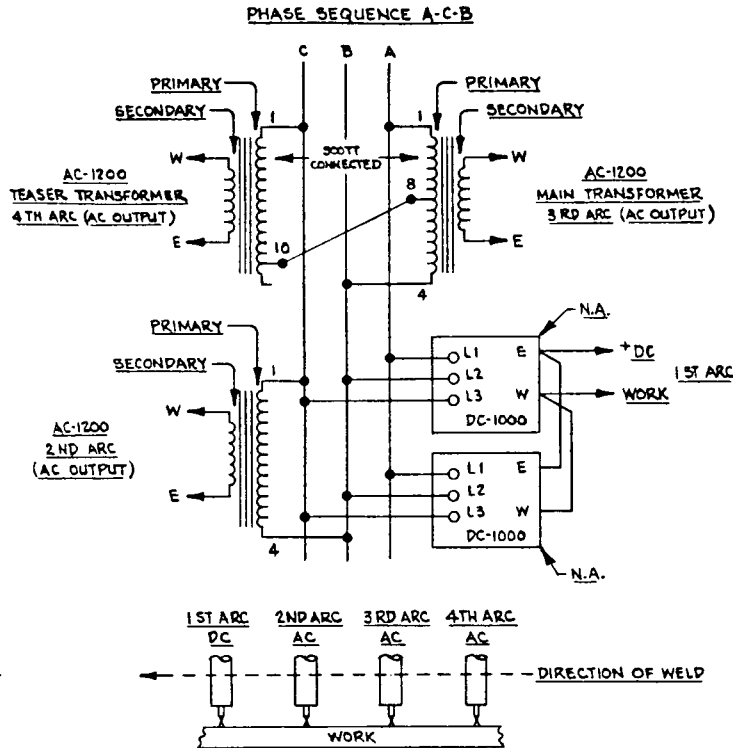 PHASE SEQUENCE A-C-B
C B A
PRIMARY
SECONDARY
1
W
E
10
AC-1200
TEASER TRANSFORMER
4TH ARC (AC OUTPUT)
SCOTT
CONNECTED
PRIMARY
SECONDARY
1
8
4
W
E
AC-1200
MAIN TRANSFORMER
3RD ARC (AC OUTPUT)
PRIMARY
SECONDARY
1
W
E
4
AC-1200
2ND ARC
(AC OUTPUT)
N.A.
L1 E
L2
L3 W
DC-1000
+DC
WORK
1ST ARC
L1 E
L2
L3 W
DC-1000
N.A.
1ST ARC 2ND ARC 3RD ARC 4TH ARC
DC AC AC AC
DIRECTION OF WELD
WORK